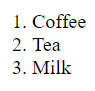 1. Coffee
2. Tea
3. Milk